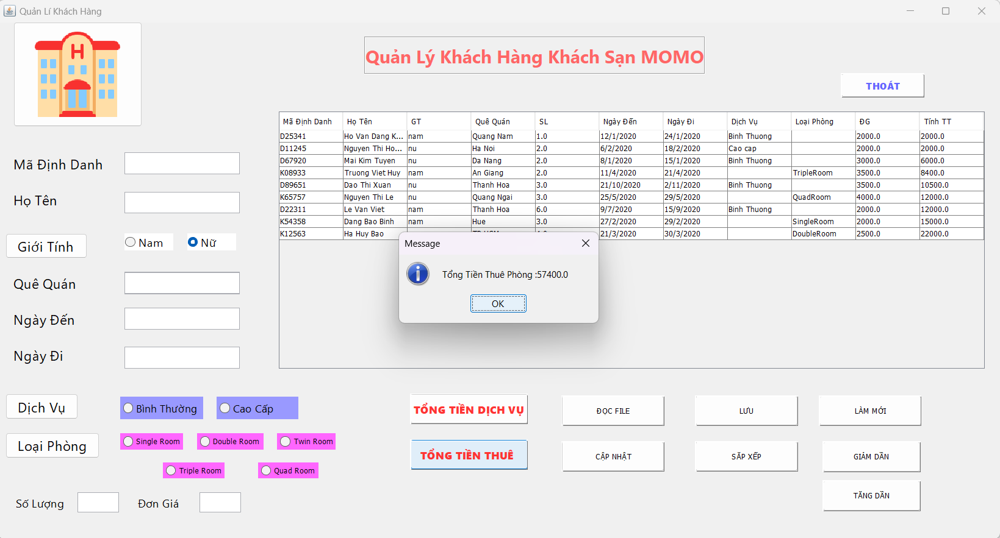 Quản Lí Khách Hàng
H
Quản Lý Khách Hàng Khách Sạn MOMO
THOÁT
Mã Định Danh Họ Tên GT Quê Quán SL Ngày Đến Ngày Đi Dịch Vụ Loại Phòng ĐG Tính TT
D25341 Ho Van Dang K... nam Quang Nam 1.0 12/1/2020 24/1/2020 Binh Thuong 2000.0 2000.0
D11245 Nguyen Thi Ho... nu Ha Noi 2.0 6/2/2020 18/2/2020 Cao cap 2000.0 2000.0
D67920 Mai Kim Tuyen nu Da Nang 2.0 8/1/2020 15/1/2020 Binh Thuong 3000.0 6000.0
K08933 Truong Viet Huy nam An Giang 2.0 11/4/2020 21/4/2020 TripleRoom 3500.0 8400.0
D89651 Dao Thi Xuan nu Thanh Hoa 3.0 21/10/2020 2/11/2020 Binh Thuong 3500.0 10500.0
K65757 Nguyen Thi Le nu Quang Ngai 3.0 25/5/2020 29/5/2020 QuadRoom 4000.0 12000.0
D22311 Le Van Viet nam Thanh Hoa 6.0 9/7/2020 15/9/2020 Binh Thuong 2000.0 12000.0
K54358 Dang Bao Binh nam Hue 3.0 27/2/2020 29/2/2020 SingleRoom 2000.0 15000.0
K12563 Ha Huy Bao 21/3/2020 30/3/2020 DoubleRoom 2500.0 22000.0
Message
Tổng Tiền Thuê Phòng :57400.0
OK
Mã Định Danh
Họ Tên
Giới Tính Nam Nữ
Quê Quán
Ngày Đến
Ngày Đi
Dịch Vụ Bình Thường Cao Cấp
Loại Phòng Single Room Double Room Twin Room
Triple Room Quad Room
Số Lượng Đơn Giá
TỔNG TIỀN DỊCH VỤ ĐỌC FILE LƯU LÀM MỚI
TỔNG TIỀN THUÊ CẬP NHẬT SẮP XẾP GIẢM DẦN
TĂNG DẦN